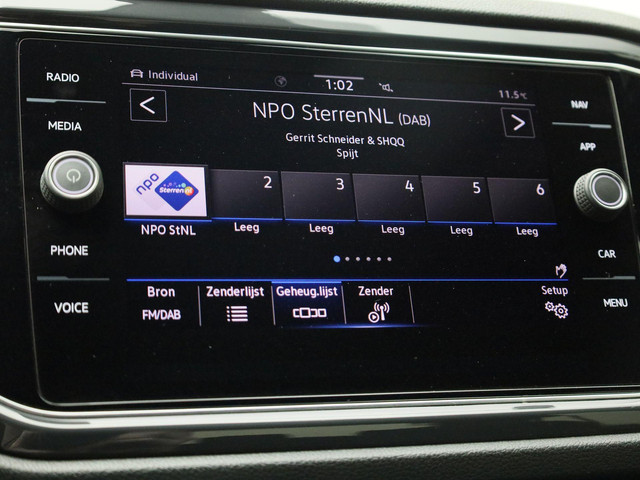 RADIO
MEDIA
PHONE
VOICE
Individual
1:02
11.5°C
NPO SterrenNL (DAB)
Gerrit Schneider & SHQQ
Spijt
npo SterrenNL
2
3
4
5
6
NPO StNL
Leeg
Leeg
Leeg
Leeg
Leeg
Bron
FM/DAB
Zenderlijst
Geheug.lijst
Zender
Setup
NAV
APP
CAR
MENU